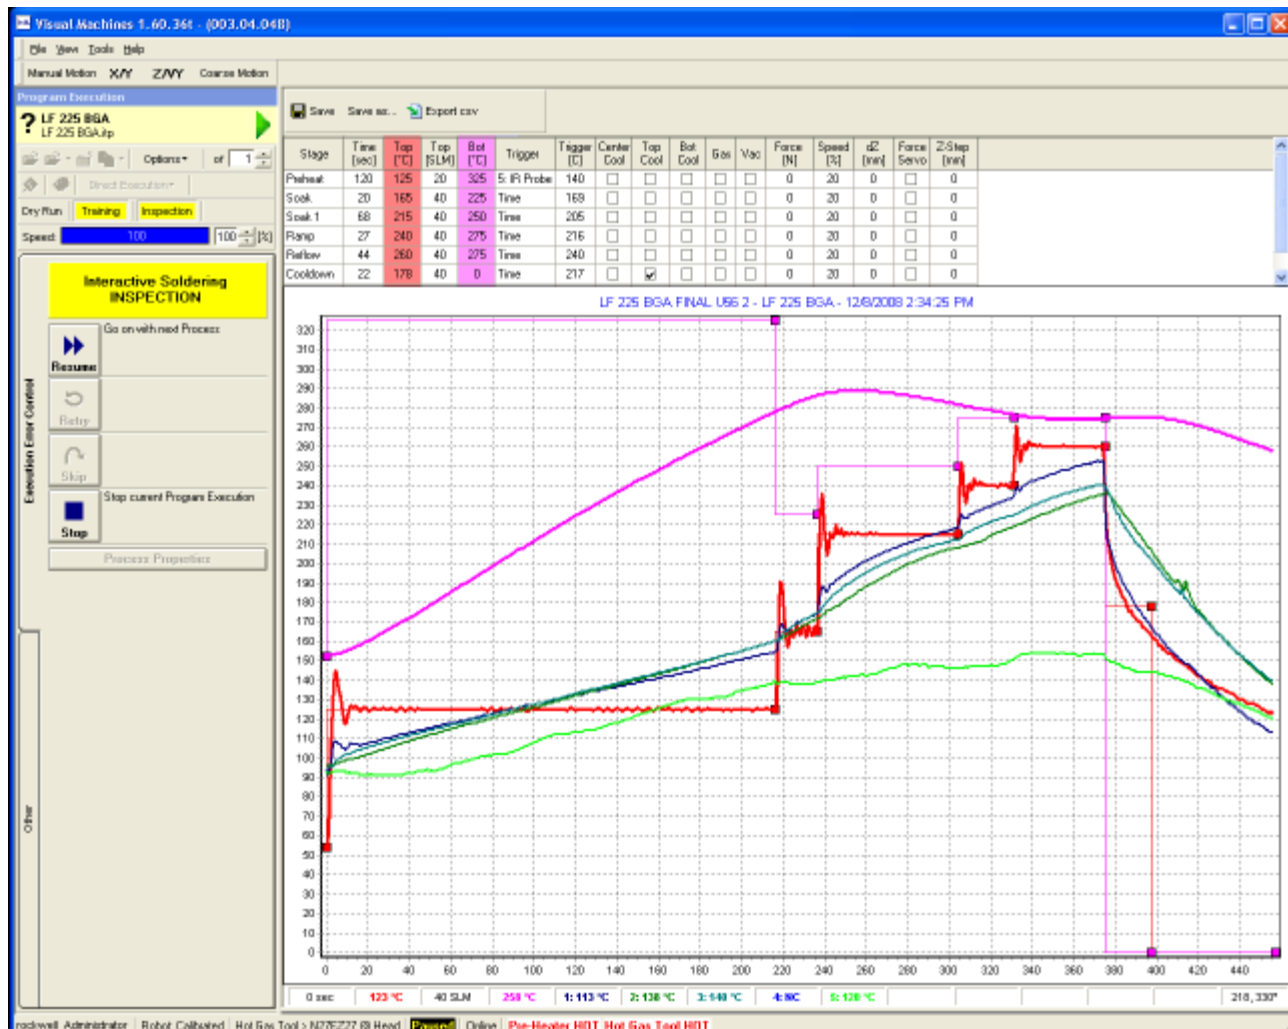 Visual Machines 1.60.36t - (003.04.048)
File View Tools Help
Manual Motion X/Y Z/VY Coarse Motion
Program Execution
? LF 225 BGA
LF 225 BGA.itp
Options of 1
Direct Execution
Dry Run Training Inspection
Speed: 100 100 [%]
Interactive Soldering
INSPECTION
Execution Error Control
Go on with next Process
Resume
Retry
Skip
Stop current Program Execution
Stop
Process Properties
Other
Save Save as... Export csv
Stage Time [sec] Top [°C] Top [SLM] Bot [°C] Trigger Trigger [C] Center Cool Top Cool Bot Cool Gas Vac Force [N] Speed [%] dZ [mm] Force Servo Z-Step [mm]
Preheat 120 125 20 325 5: IR Probe 140 0 20 0 0
Soak 20 165 40 225 Time 169 0 20 0 0
Soak 1 68 215 40 250 Time 205 0 20 0 0
Ramp 27 240 40 275 Time 216 0 20 0 0
Reflow 44 260 40 275 Time 240 0 20 0 0
Cooldown 22 178 40 0 Time 217 0 20 0 0
LF 225 BGA FINAL U56 2 - LF 225 BGA - 12/8/2008 2:34:25 PM
320
310
300
290
280
270
260
250
240
230
220
210
200
190
180
170
160
150
140
130
120
110
100
90
80
70
60
50
40
30
20
10
0
0 20 40 60 80 100 120 140 160 180 200 220 240 260 280 300 320 340 360 380 400 420 440
0 sec 123 °C 40 SLM 258 °C 1: 113 °C 2: 138 °C 3: 140 °C 4: NC 5: 120 °C 218, 330°
rockwell Administrator Robot Calibrated Hot Gas Tool > N27EZ27 @ Head Paused Online Pre-Heater HOT, Hot Gas Tool HOT